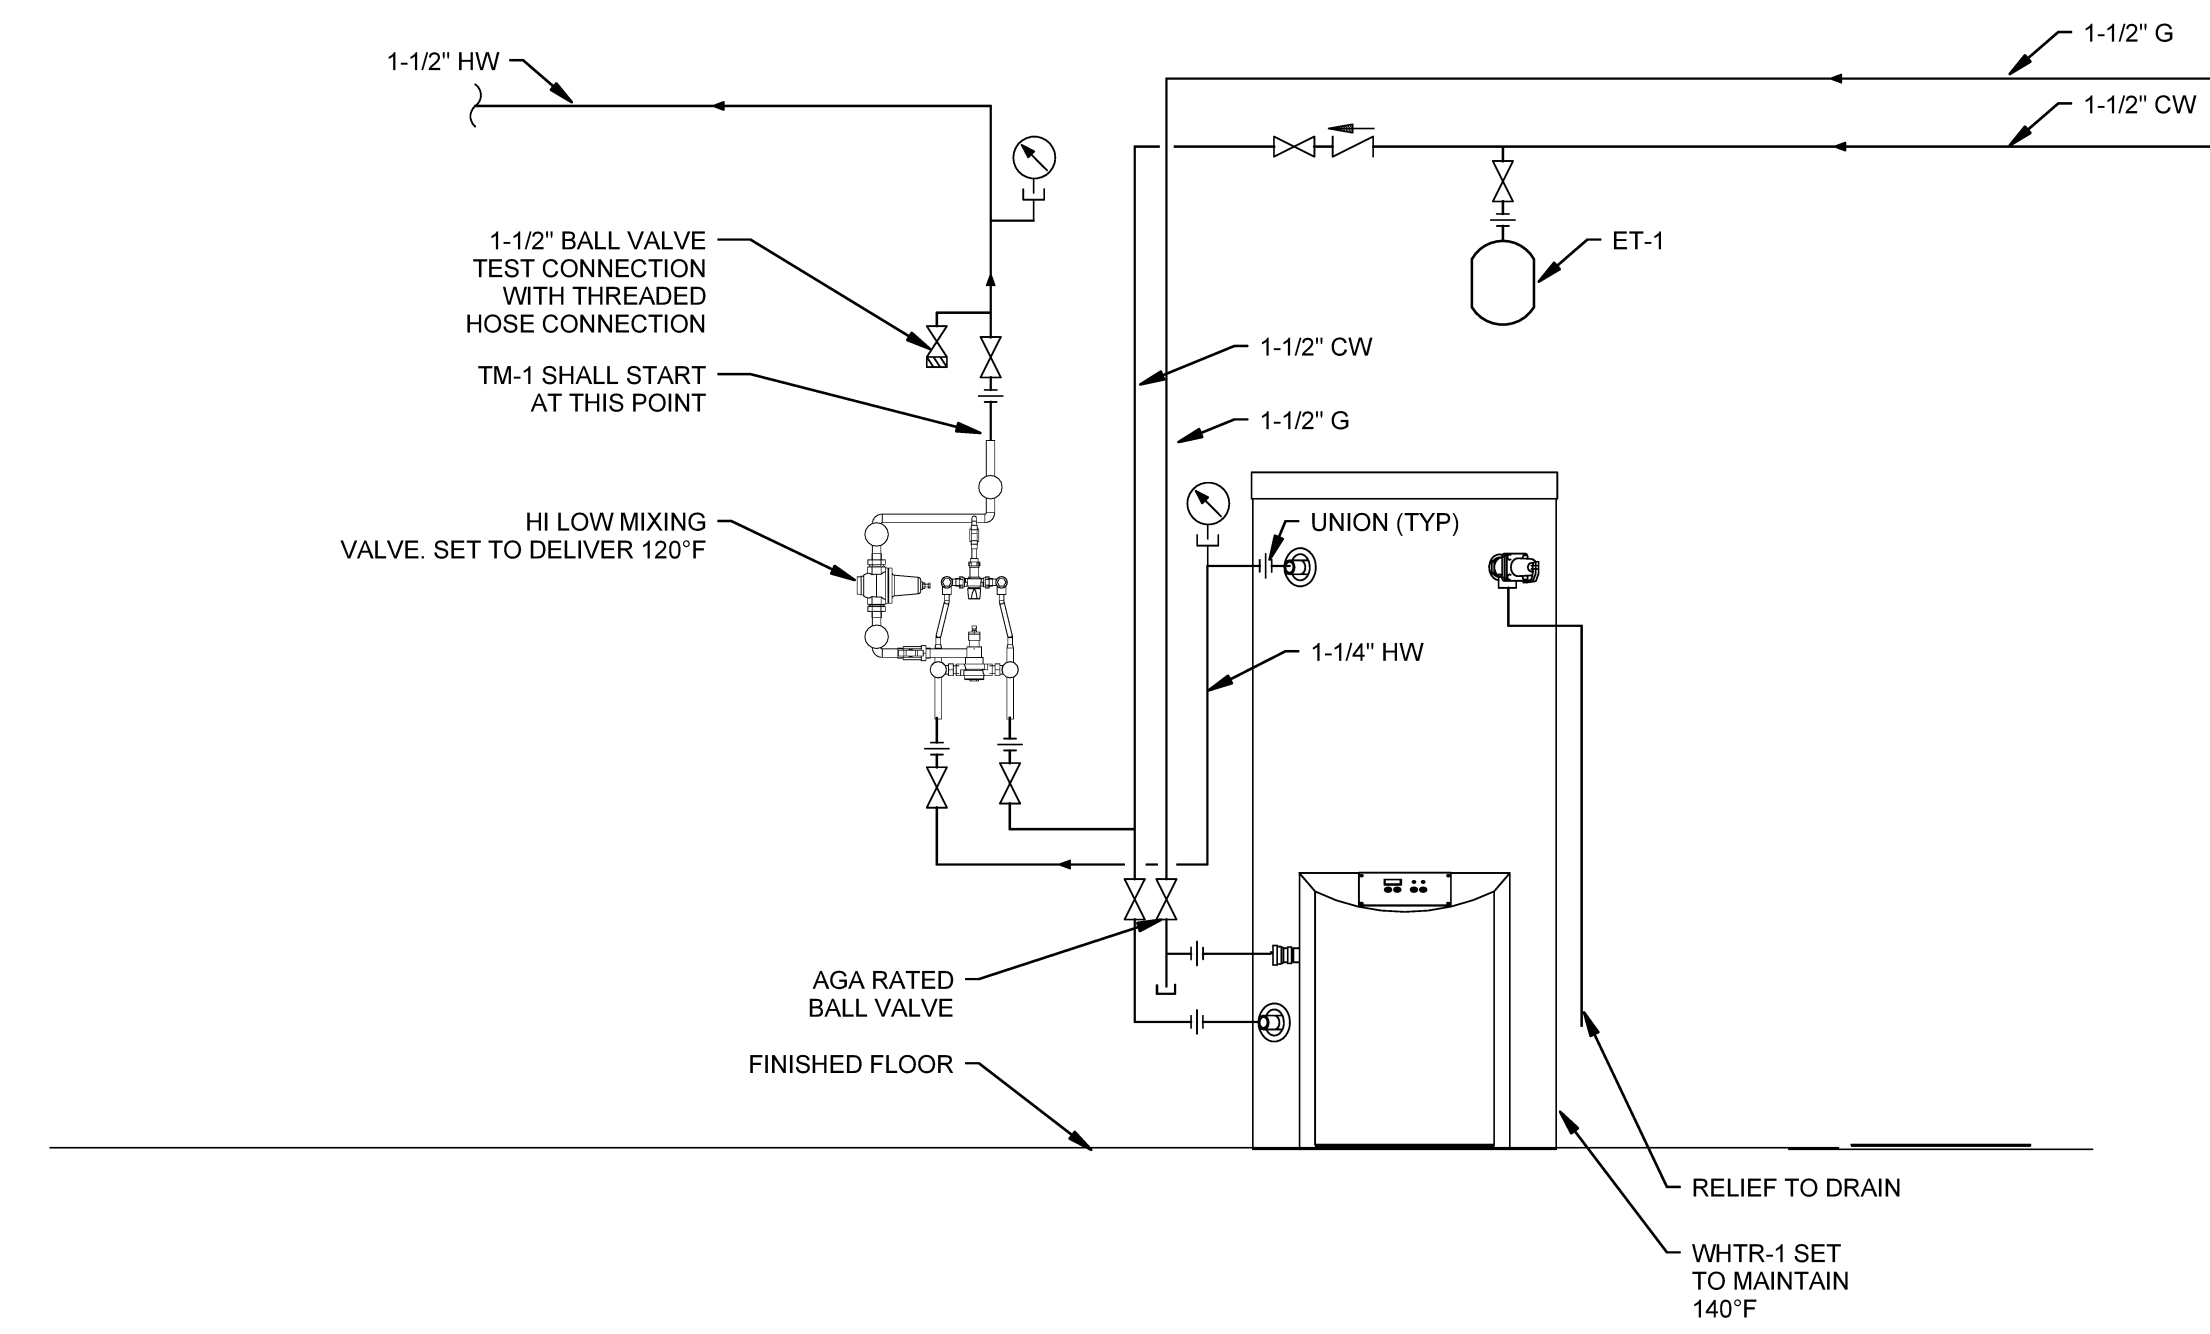 1-1/2" G
1-1/2" HW
1-1/2" CW
1-1/2" BALL VALVE
TEST CONNECTION
WITH THREADED
HOSE CONNECTION
ET-1
1-1/2" CW
TM-1 SHALL START
AT THIS POINT
1-1/2" G
HI LOW MIXING
VALVE. SET TO DELIVER 120°F
UNION (TYP)
1-1/4" HW
AGA RATED
BALL VALVE
FINISHED FLOOR
RELIEF TO DRAIN
WHTR-1 SET
TO MAINTAIN
140°F